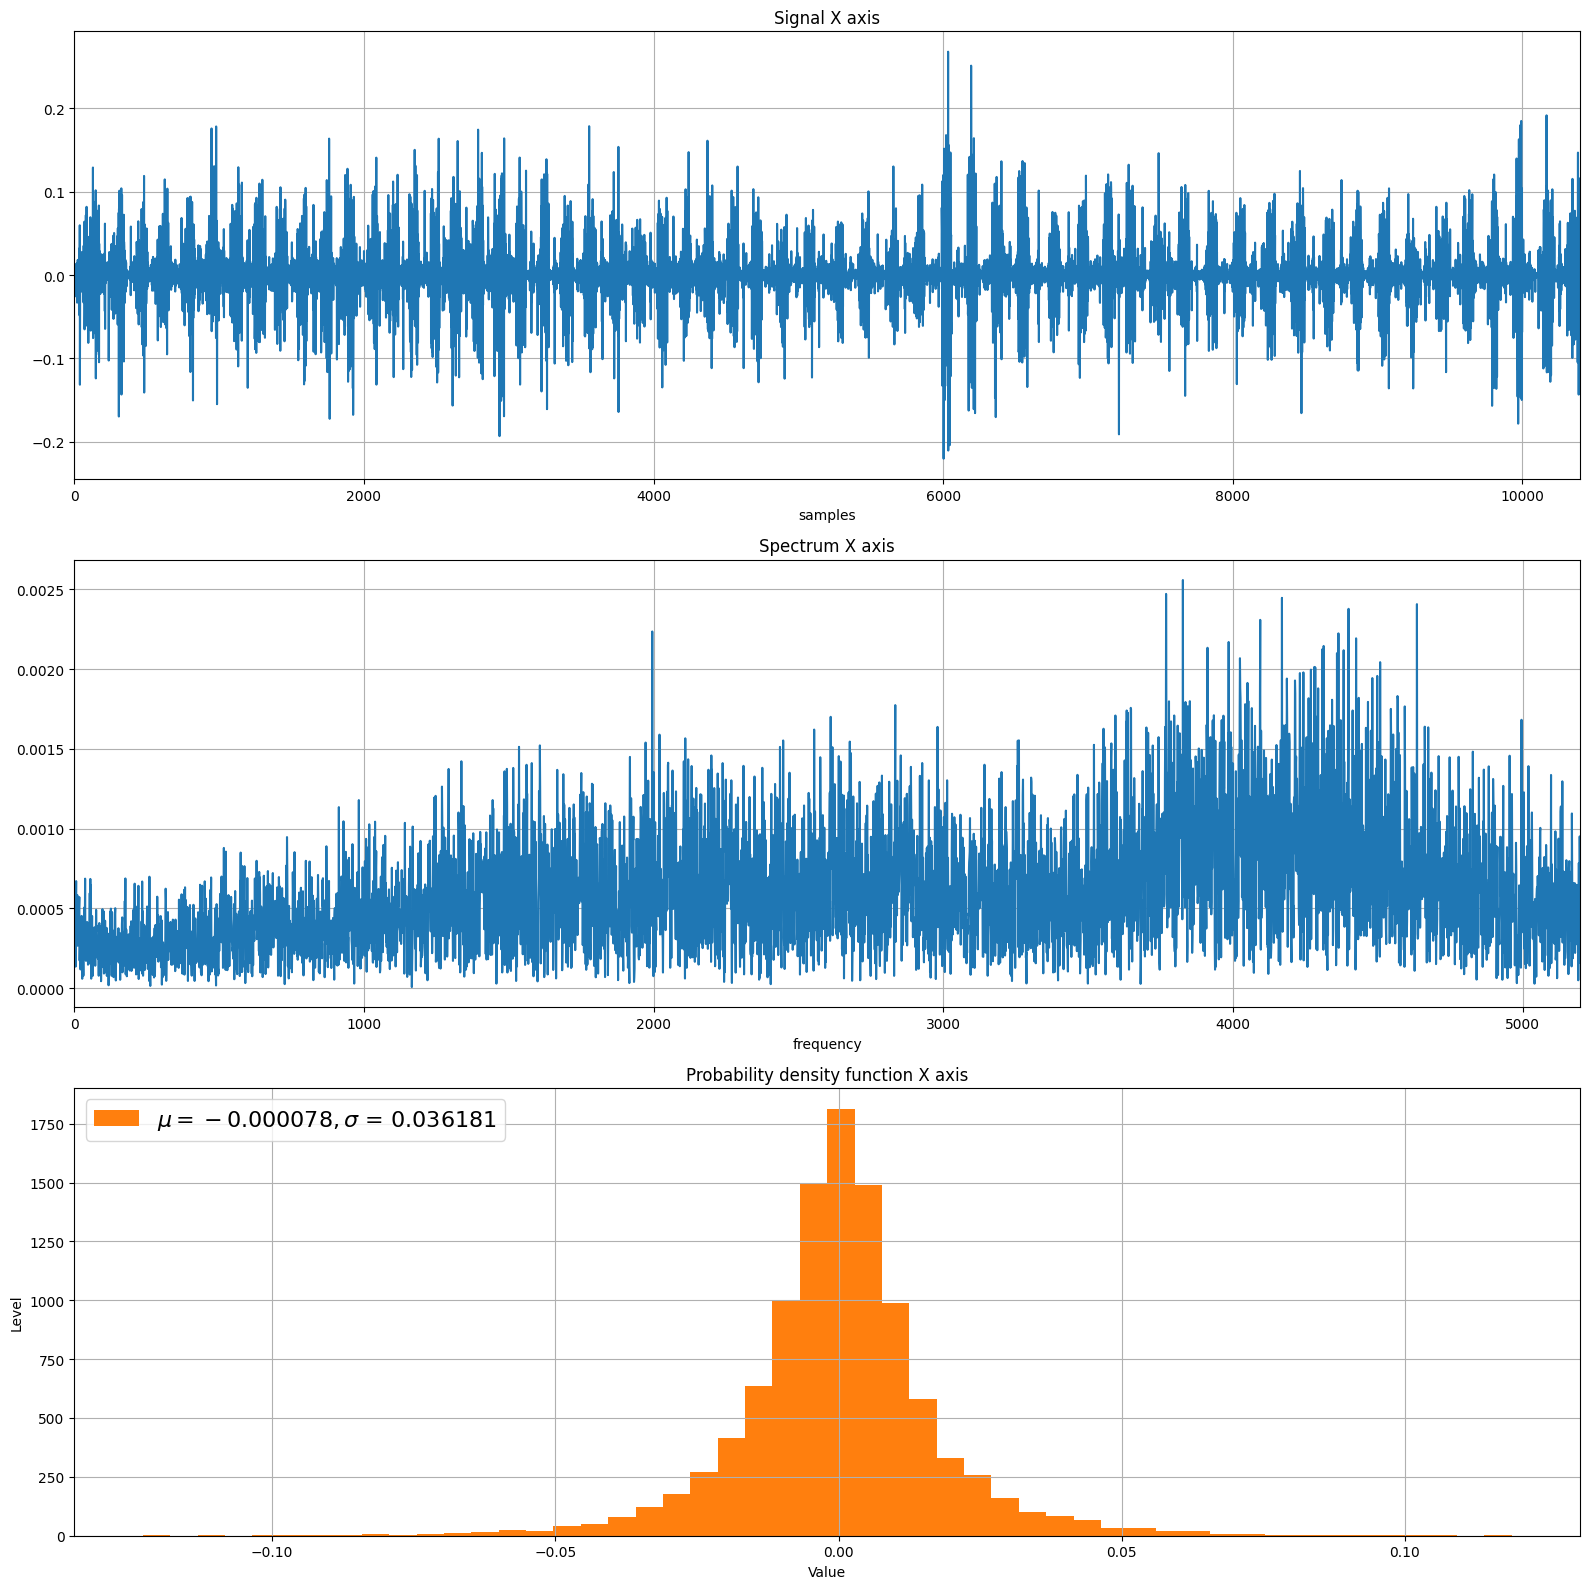 Signal X axis
0.2
0.1
0.0
−0.1
−0.2
0 2000 4000 6000 8000 10000
samples
Spectrum X axis
0.0025
0.0020
0.0015
0.0010
0.0005
0.0000
0 1000 2000 3000 4000 5000
frequency
Probability density function X axis
μ = − 0.000078, σ = 0.036181
1750
1500
1250
1000
750
500
250
0
Level
−0.10 −0.05 0.00 0.05 0.10
Value